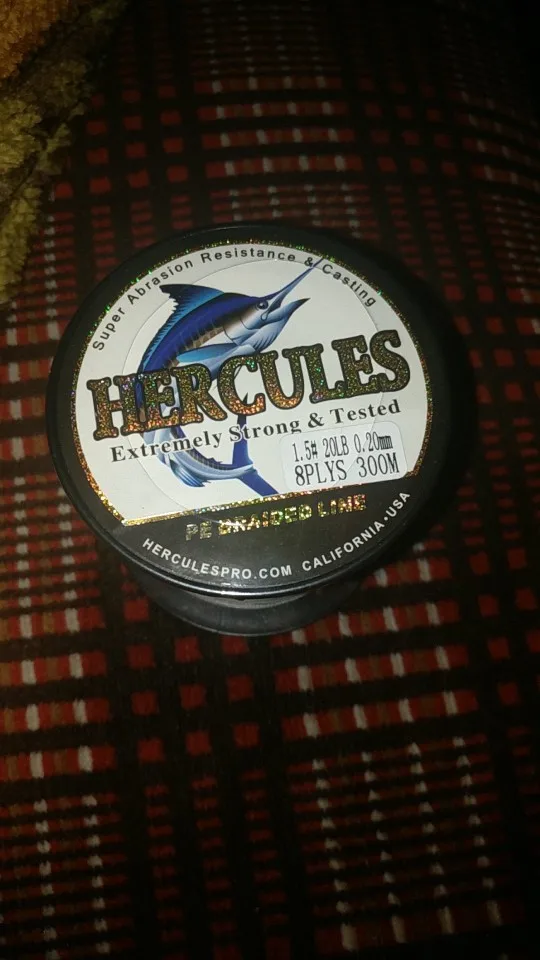 Super Abrasion Resistance & Casting
HERCULES
Extremely Strong & Tested
1.5# 20LB 0.20mm
8PLYS 300M
PE BRAIDED LINE
HERCULESPRO.COM CALIFORNIA·USA